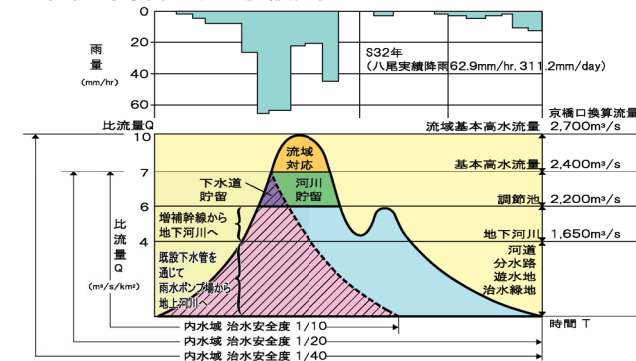 0
20
40
60
雨
量
(mm/hr)
S32年
(八尾実績降雨62.9mm/hr. 311.2mm/day)
比流量Q
京橋口換算流量
10
7
6
4
流域基本高水流量 2,700m³/s
基本高水流量 2,400m³/s
調節池 2,200m³/s
地下河川 1,650m³/s
流域
対応
下水道
貯留
河川
貯留
増補幹線から
地下河川へ
既設下水管を
通じて
雨水ポンプ場から
地上河川へ
比
流
量
Q
(m³/s/km²)
河道
分水路
遊水地
治水緑地
時間 T
内水域 治水安全度 1/10
内水域 治水安全度 1/20
内水域 治水安全度 1/40